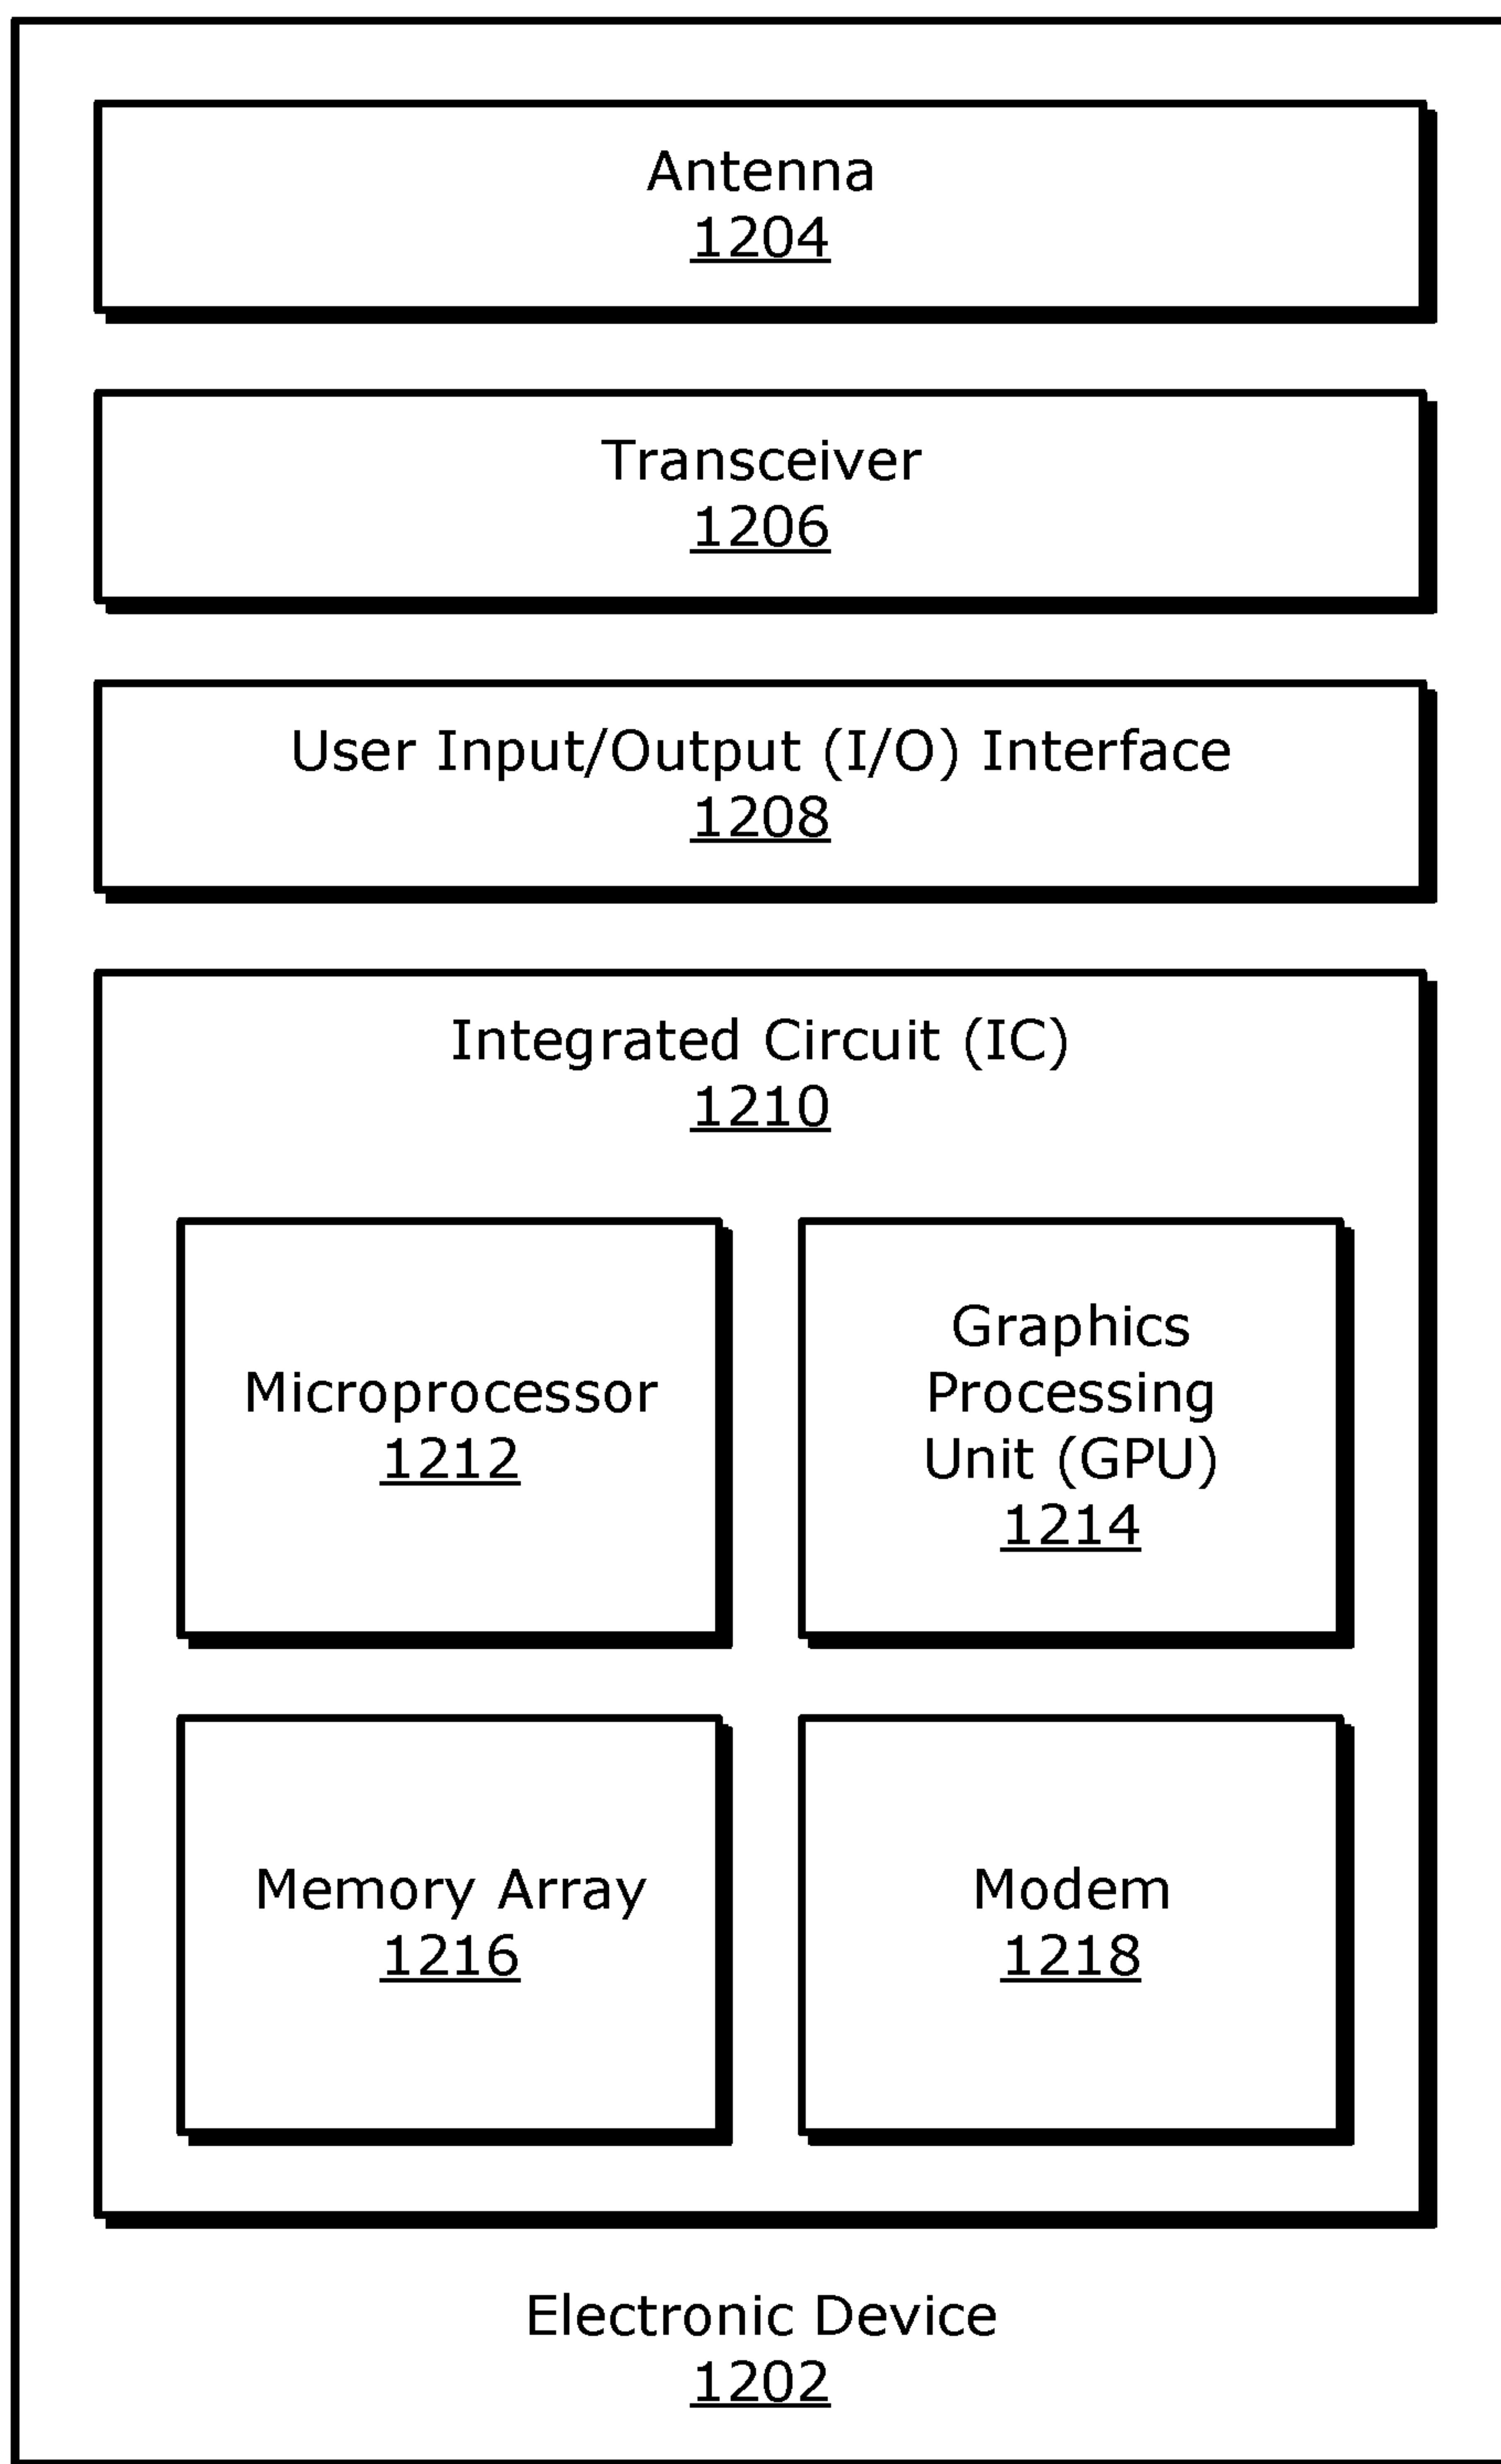 Antenna
1204
Transceiver
1206
User Input/Output (I/O) Interface
1208
Integrated Circuit (IC)
1210
Microprocessor
1212
Graphics
Processing
Unit (GPU)
1214
Memory Array
1216
Modem
1218
Electronic Device
1202